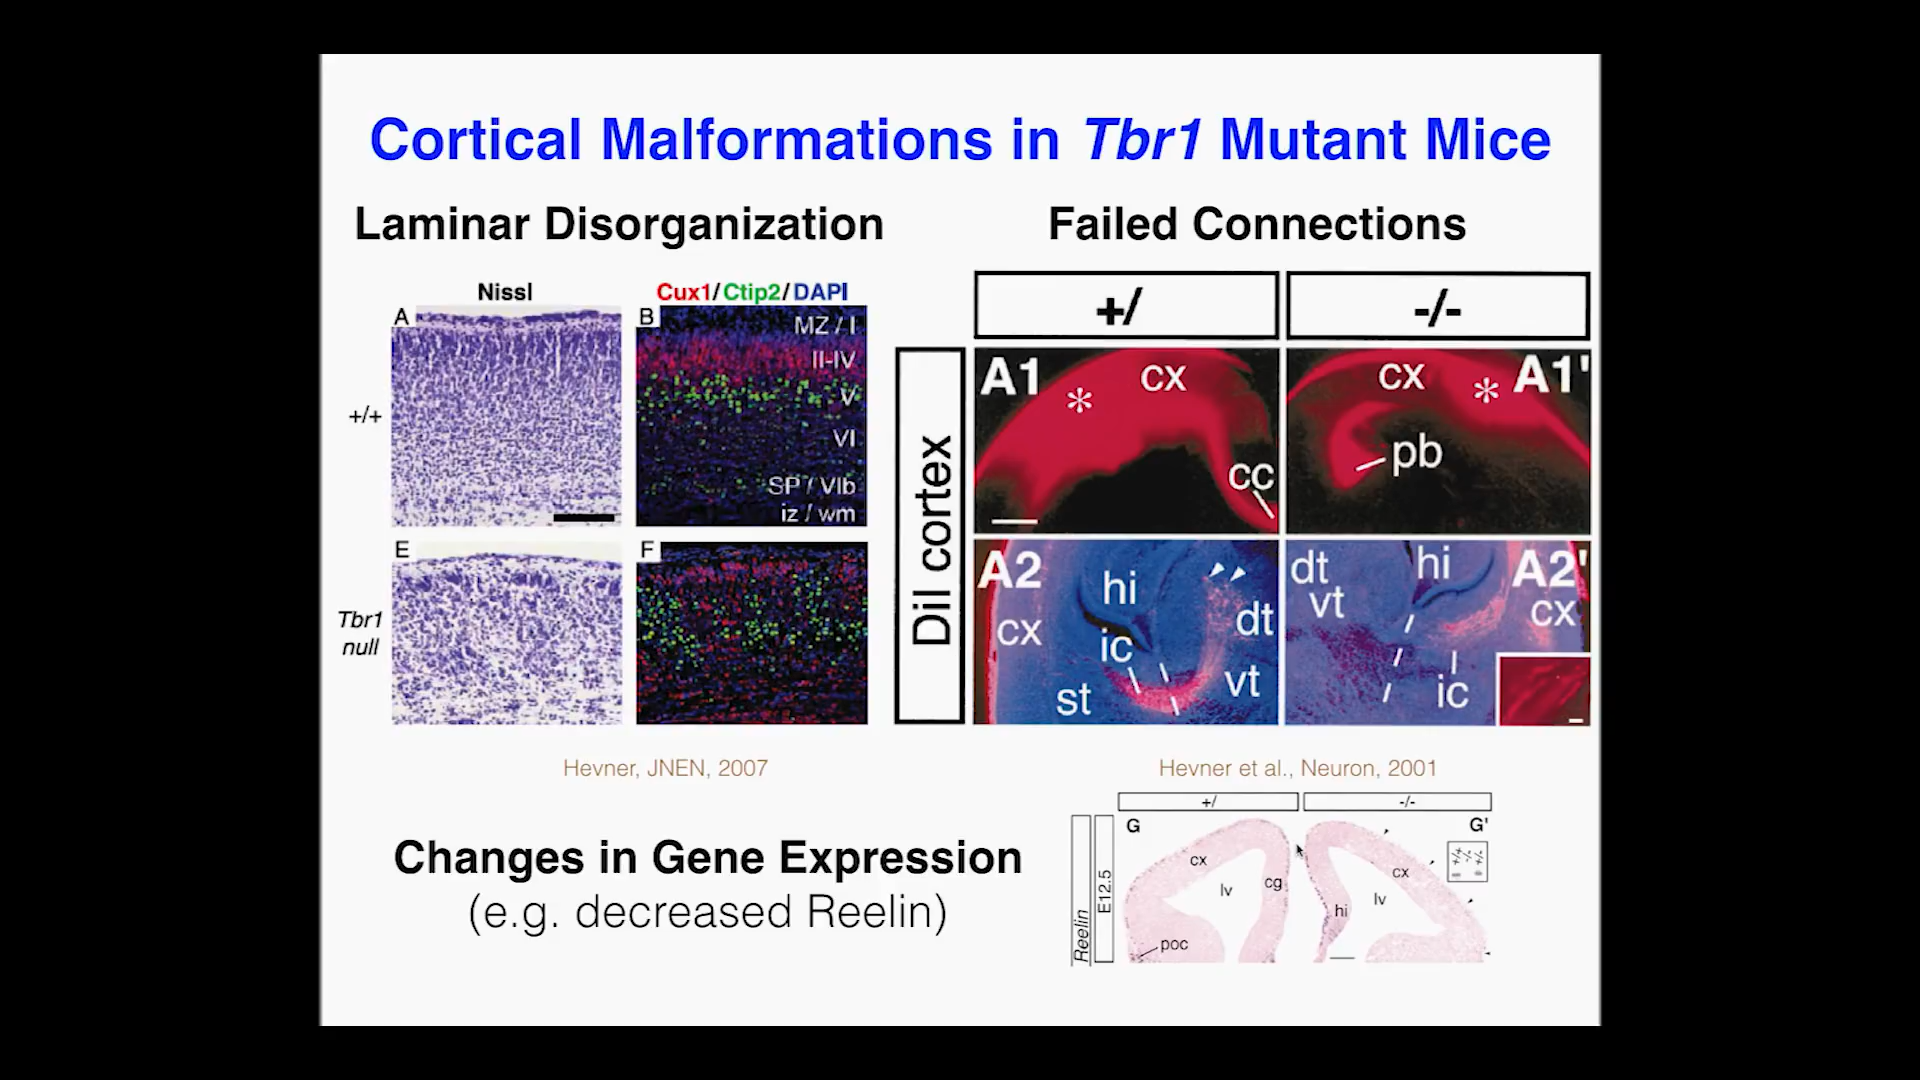 Cortical Malformations in Tbr1 Mutant Mice
Laminar Disorganization
Failed Connections
Nissl
Cux1/Ctip2/DAPI
A
B
MZ / I
II-IV
V
VI
SP / VIb
iz / wm
+/+
E
F
Tbr1
null
+/
-/-
DiI cortex
A1
cx
*
cc
cx
*
A1'
pb
A2
hi
cx
dt
ic
vt
st
dt
hi
A2'
vt
cx
ic
Hevner, JNEN, 2007
Hevner et al., Neuron, 2001
Changes in Gene Expression
(e.g. decreased Reelin)
+/
-/-
Reelin
E12.5
G
cx
lv
cg
poc
G'
cx
lv
hi